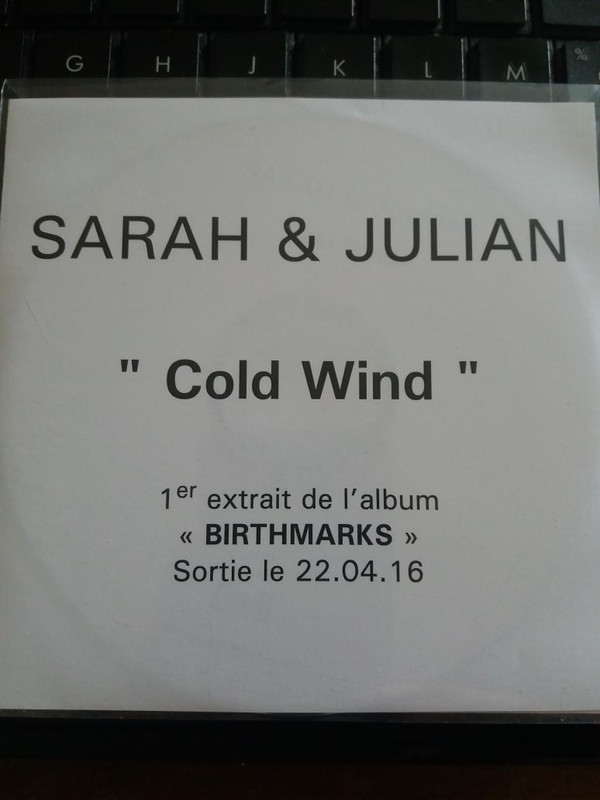 G H J K L M %
SARAH & JULIAN
" Cold Wind "
1er extrait de l'album
« BIRTHMARKS »
Sortie le 22.04.16